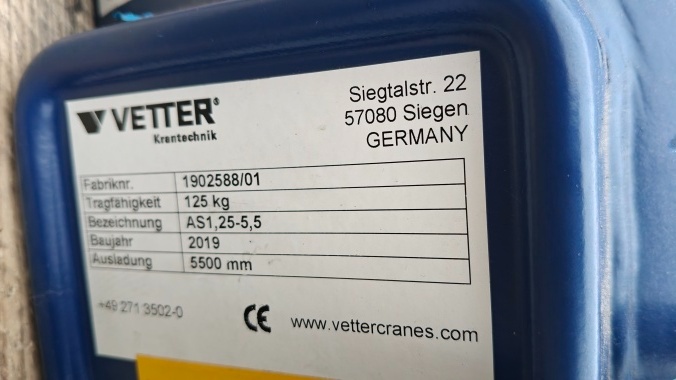 VETTER®
Krantechnik
Siegtalstr. 22
57080 Siegen
GERMANY
Fabriknr. 1902588/01
Tragfähigkeit 125 kg
Bezeichnung AS1,25-5,5
Baujahr 2019
Ausladung 5500 mm
+49 271 3502-0
CE
www.vettercranes.com